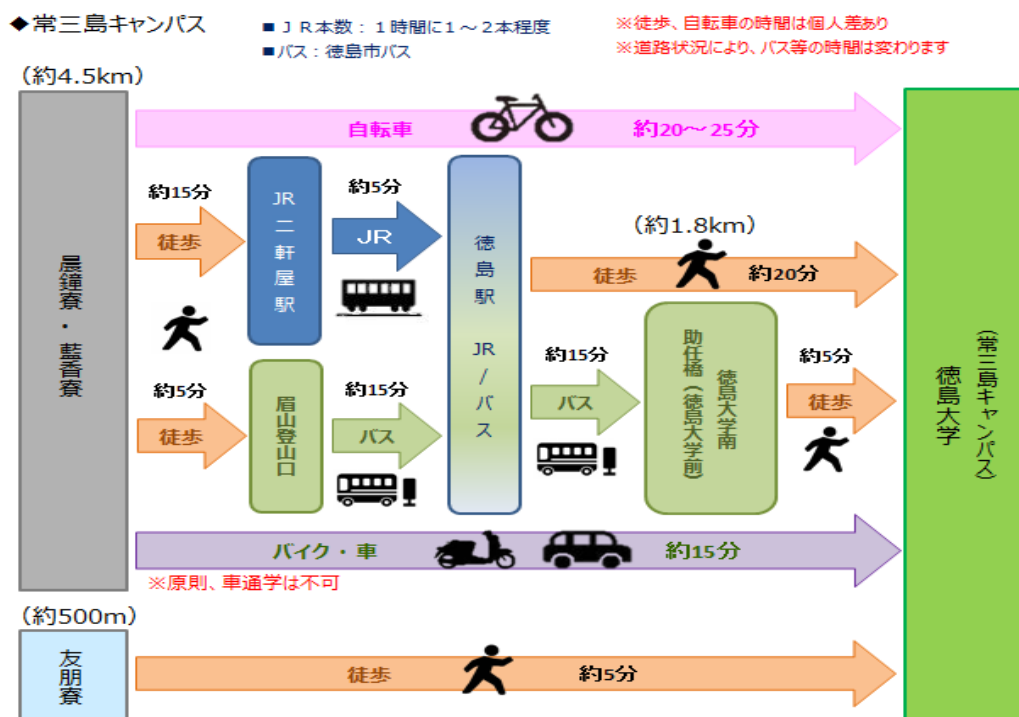 ◆常三島キャンパス
■ＪＲ本数：１時間に１～２本程度
■バス：徳島市バス
※徒歩、自転車の時間は個人差あり
※道路状況により、バス等の時間は変わります
（約4.5km）
晨鐘寮・藍香寮
自転車 約20～25分
約15分
徒歩
JR二軒屋駅
約5分
JR
徳島駅 JR/バス
（約1.8km）
徒歩 約20分
約5分
徒歩
眉山登山口
約15分
バス
約15分
バス
徳島大学南
助任橋（徳島大学前）
約5分
徒歩
バイク・車 約15分
※原則、車通学は不可
（約500m）
友朋寮
徒歩 約5分
（常三島キャンパス）
徳島大学